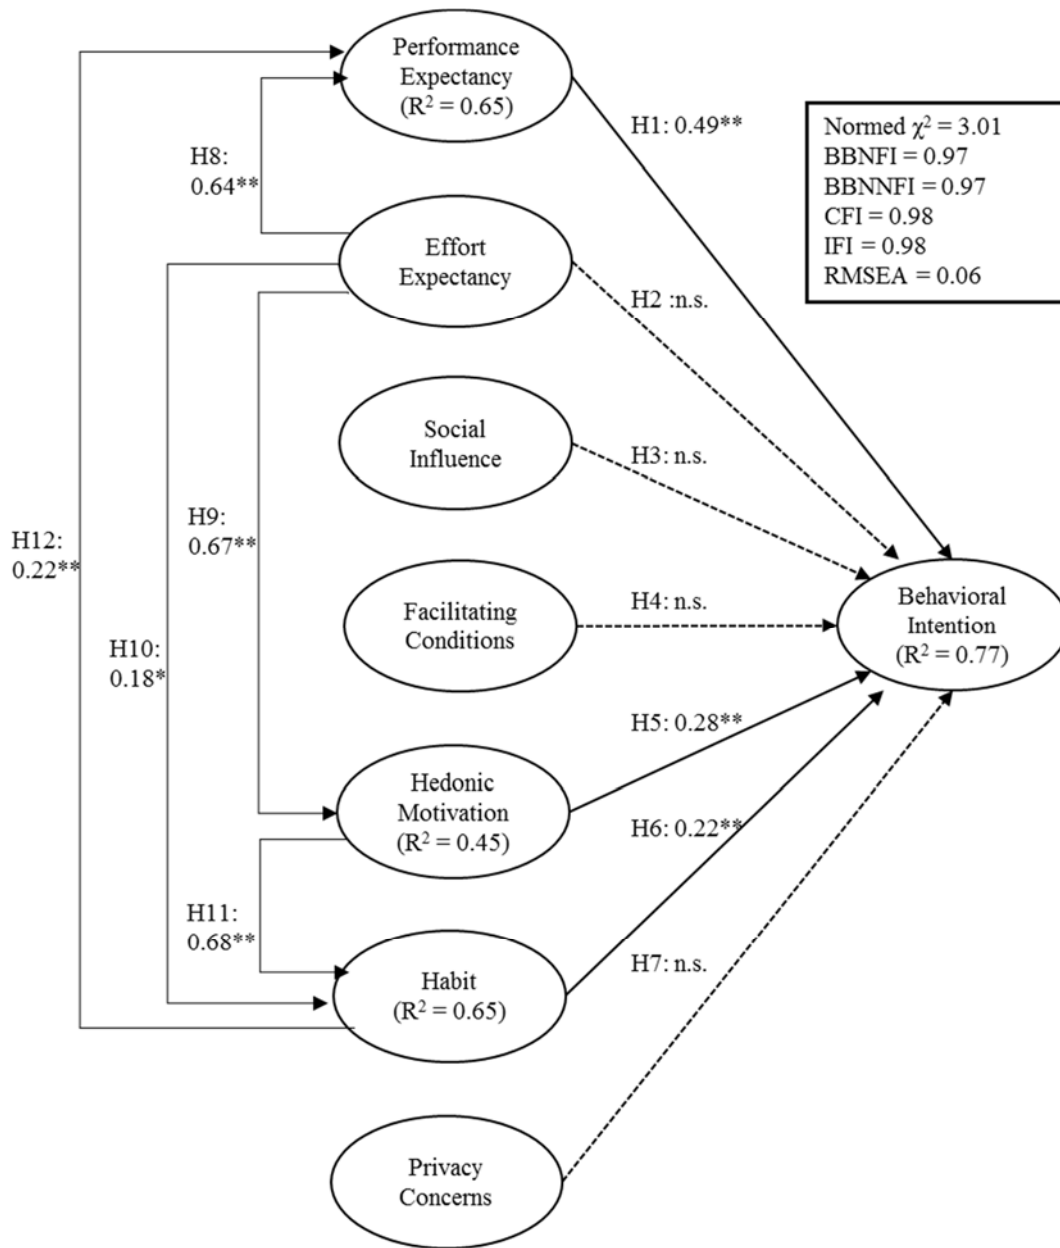 Performance
Expectancy
(R² = 0.65)
H1: 0.49**
Normed χ² = 3.01
BBNFI = 0.97
BBNNFI = 0.97
CFI = 0.98
IFI = 0.98
RMSEA = 0.06
H8:
0.64**
Effort
Expectancy
H2 :n.s.
Social
Influence
H3: n.s.
H9:
0.67**
H12:
0.22**
Facilitating
Conditions
H4: n.s.
Behavioral
Intention
(R² = 0.77)
H10:
0.18*
H5: 0.28**
Hedonic
Motivation
(R² = 0.45)
H6: 0.22**
H11:
0.68**
H7: n.s.
Habit
(R² = 0.65)
Privacy
Concerns